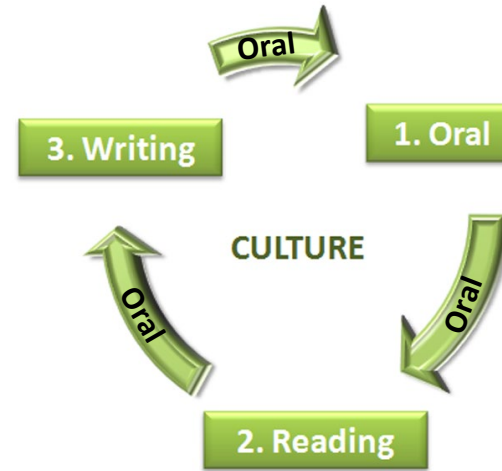 Oral
3. Writing
1. Oral
CULTURE
Oral
Oral
2. Reading